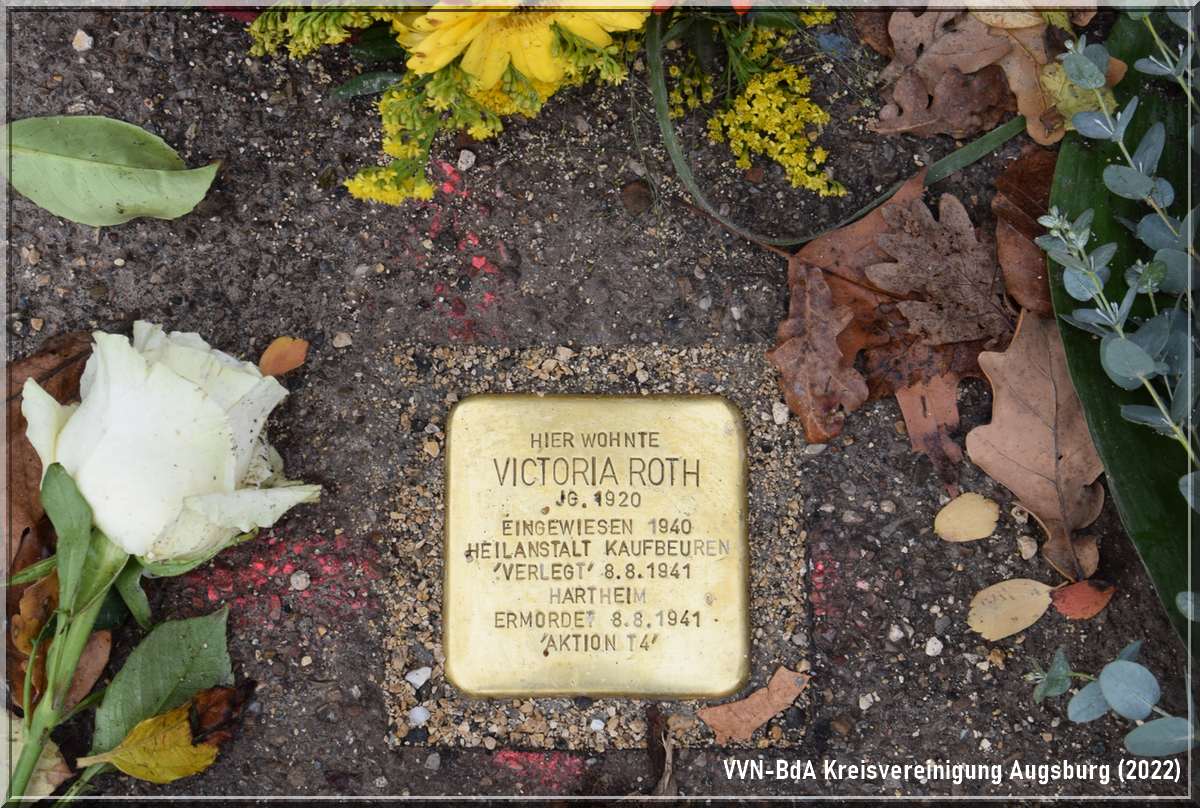 HIER WOHNTE
VICTORIA ROTH
JG. 1920
EINGEWIESEN 1940
HEILANSTALT KAUFBEUREN
'VERLEGT' 8.8.1941
HARTHEIM
ERMORDET 8.8.1941
'AKTION T4'
VVN-BdA Kreisvereinigung Augsburg (2022)